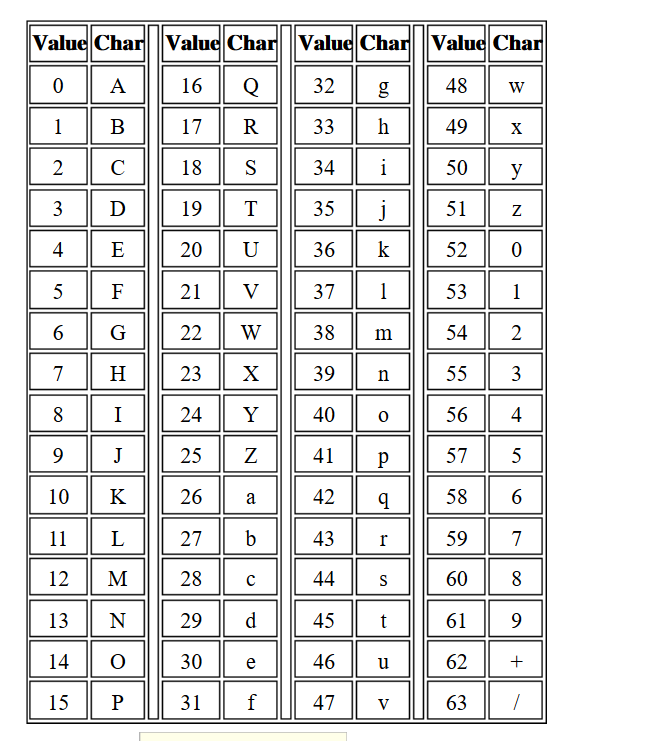 Value Char Value Char Value Char Value Char
0 A 16 Q 32 g 48 w
1 B 17 R 33 h 49 x
2 C 18 S 34 i 50 y
3 D 19 T 35 j 51 z
4 E 20 U 36 k 52 0
5 F 21 V 37 l 53 1
6 G 22 W 38 m 54 2
7 H 23 X 39 n 55 3
8 I 24 Y 40 o 56 4
9 J 25 Z 41 p 57 5
10 K 26 a 42 q 58 6
11 L 27 b 43 r 59 7
12 M 28 c 44 s 60 8
13 N 29 d 45 t 61 9
14 O 30 e 46 u 62 +
15 P 31 f 47 v 63 /